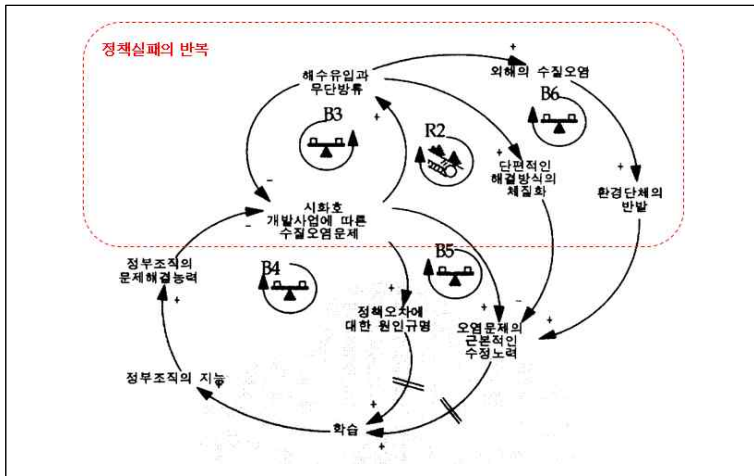 정책실패의 반복
+
해수유입과
무단방류
외해의 수질오염
B3
B6
R2
+
+
단편적인
해결방식의
체질화
+
환경단체의
반발
-
시화호
개발사업에 따른
수질오염문제
-
정부조직의
문제해결능력
B4
B5
+
+
정책오차에
대한 원인규명
+
-
+
오염문제의
근본적인
수정노력
정부조직의 지능
+
+
학습
+